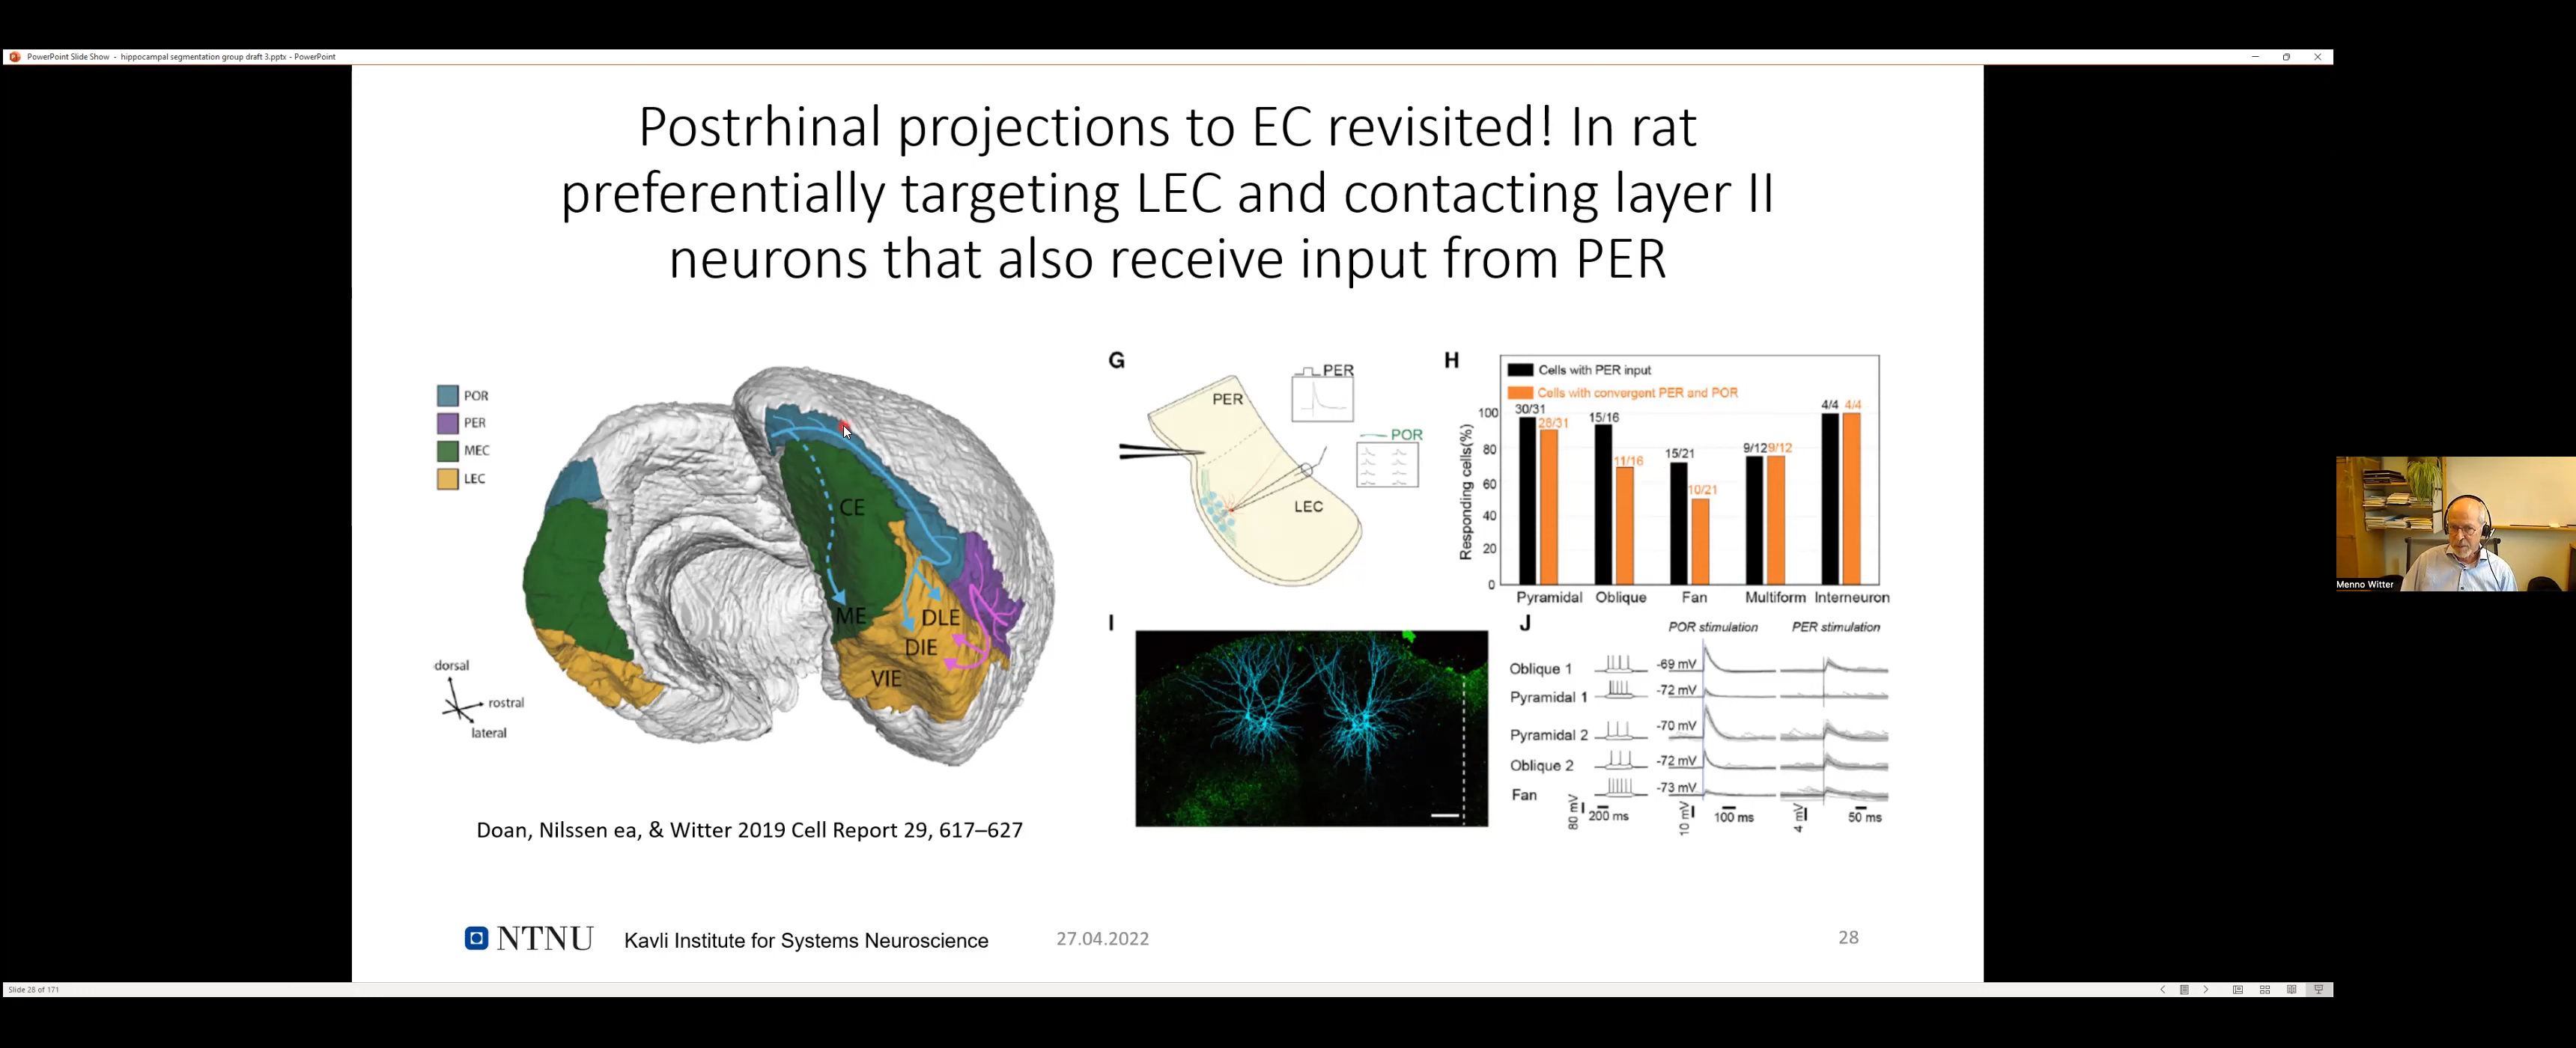 PowerPoint Slide Show - hippocampal segmentation group draft 3.pptx - PowerPoint
Postrhinal projections to EC revisited! In rat
preferentially targeting LEC and contacting layer II
neurons that also receive input from PER
POR
PER
MEC
LEC
CE
ME
DLE
DIE
VIE
dorsal
rostral
lateral
Doan, Nilssen ea, & Witter 2019 Cell Report 29, 617–627
G
PER
PER
POR
LEC
H
Cells with PER input
Cells with convergent PER and POR
Responding cells(%)
100
80
60
40
20
0
30/31 28/31
15/16 11/16
15/21 10/21
9/12 9/12
4/4 4/4
Pyramidal Oblique Fan Multiform Interneuron
I
J
POR stimulation PER stimulation
Oblique 1 -69 mV
Pyramidal 1 -72 mV
Pyramidal 2 -70 mV
Oblique 2 -72 mV
Fan -73 mV
80 mV 200 ms 10 mV 100 ms 4 mV 50 ms
NTNU Kavli Institute for Systems Neuroscience 27.04.2022 28
Menno Witter
Slide 28 of 171